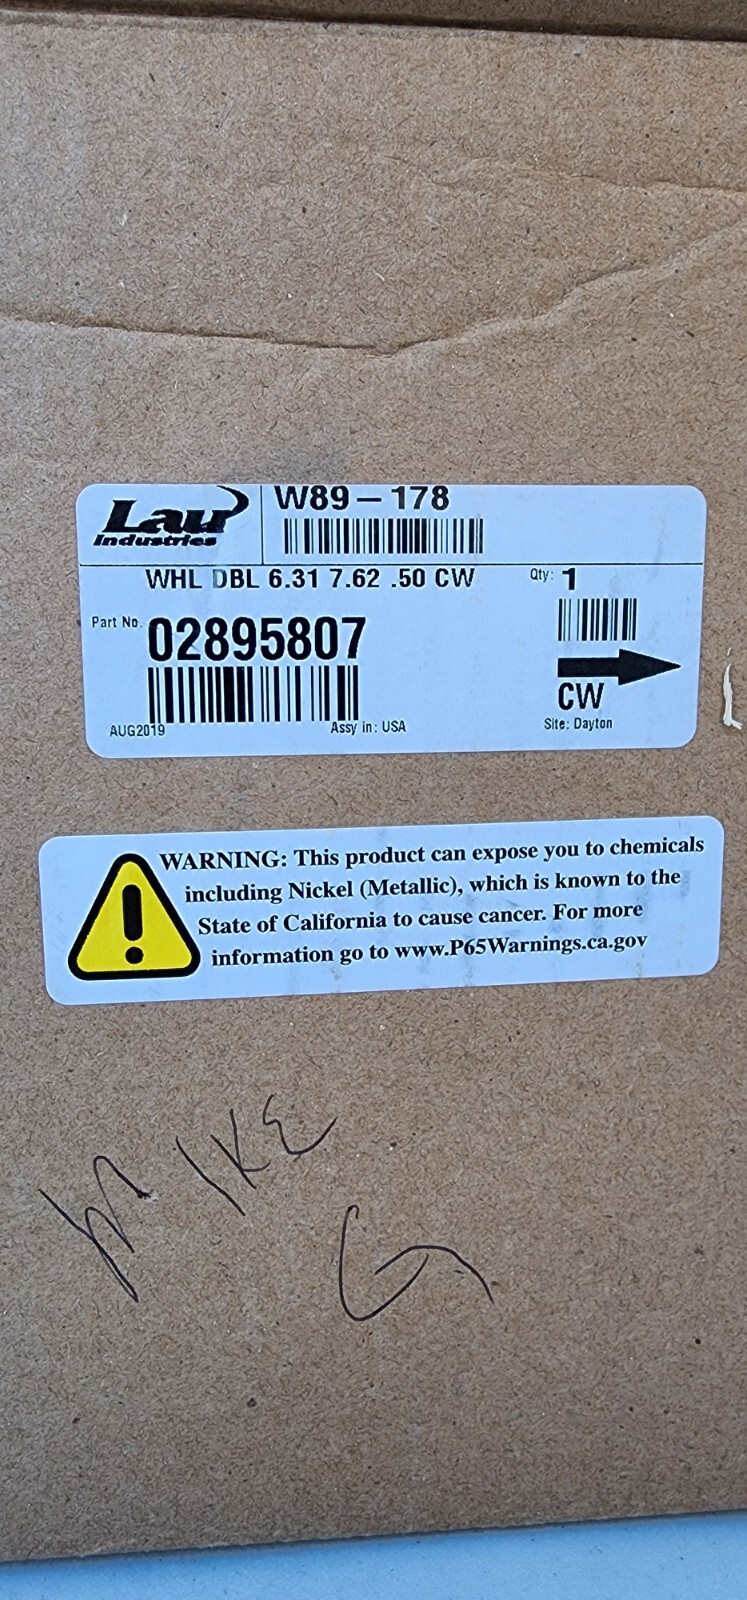 Lau
Industries
W89-178
WHL DBL 6.31 7.62 .50 CW
Qty: 1
Part No. 02895807
CW
AUG2019
Assy in: USA
Site: Dayton
WARNING: This product can expose you to chemicals
including Nickel (Metallic), which is known to the
State of California to cause cancer. For more
information go to www.P65Warnings.ca.gov
MIKE
G